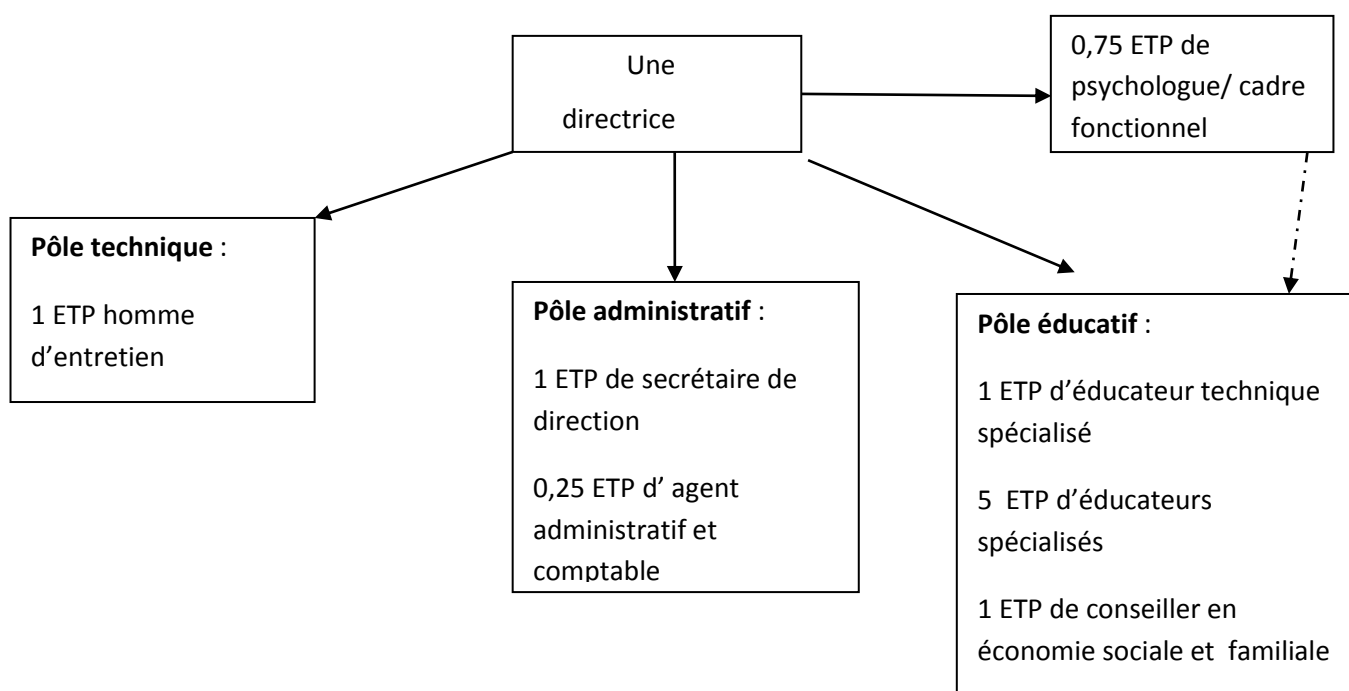 Une
directrice
0,75 ETP de
psychologue/ cadre
fonctionnel
Pôle technique :
1 ETP homme
d’entretien
Pôle administratif :
1 ETP de secrétaire de
direction
0,25 ETP d’ agent
administratif et
comptable
Pôle éducatif :
1 ETP d’éducateur technique
spécialisé
5  ETP d’éducateurs
spécialisés
1 ETP de conseiller en
économie sociale et  familiale